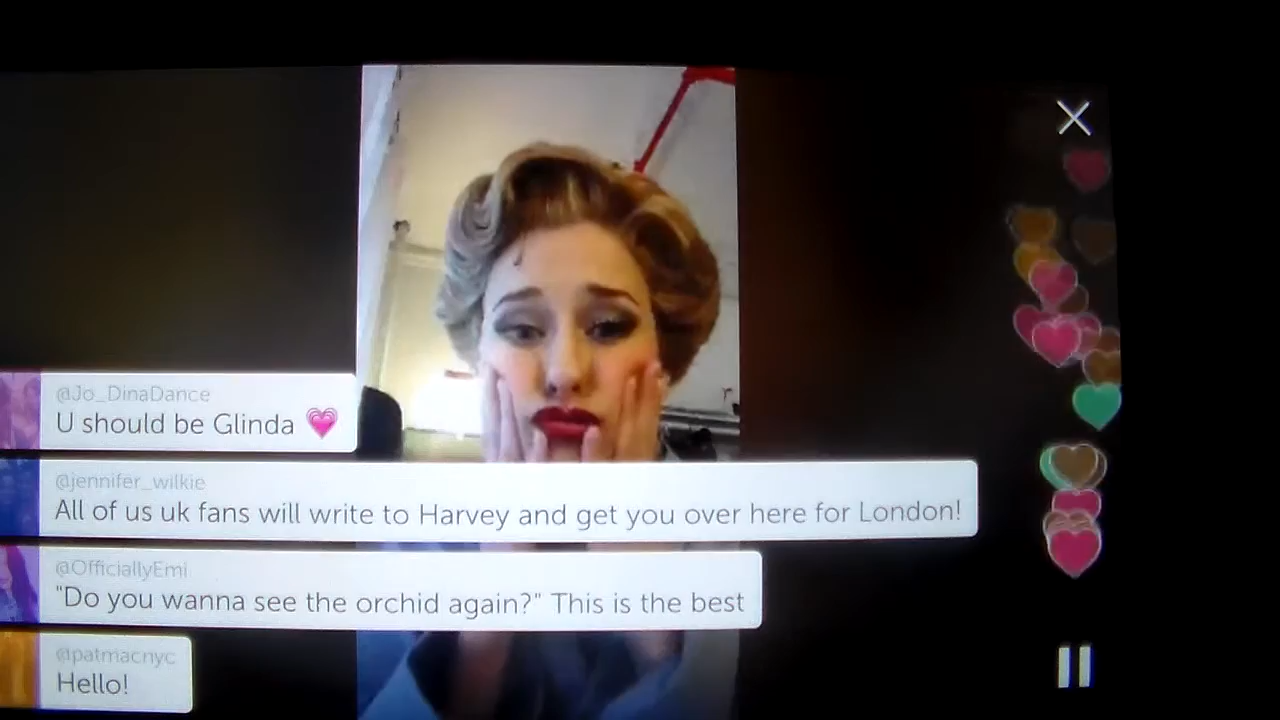 @Jo_DinaDance
U should be Glinda 💗
@jennifer_wilkie
All of us uk fans will write to Harvey and get you over here for London!
@OfficiallyEmi
"Do you wanna see the orchid again?" This is the best
@patmacnyc
Hello!